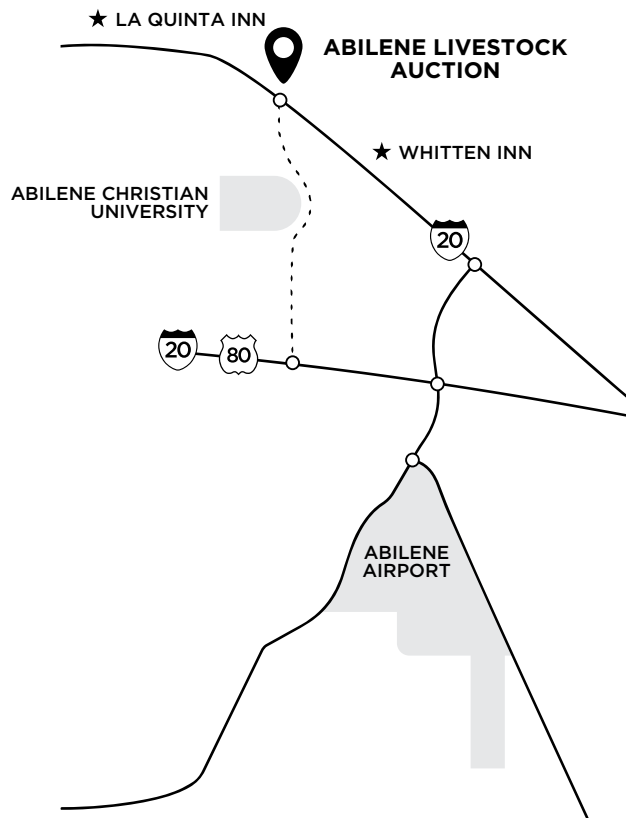 LA QUINTA INN
ABILENE LIVESTOCK
AUCTION
WHITTEN INN
ABILENE CHRISTIAN
UNIVERSITY
20
20
80
ABILENE
AIRPORT